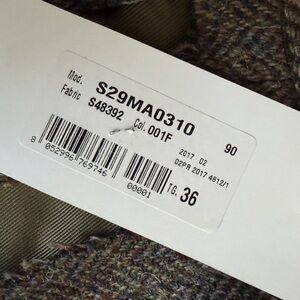 Mod. S29MA0310 90
Fabric S48392 Col. 001F
2017 02
02PR 2017 4812/1
8 052996 769746 00001 TG. 36